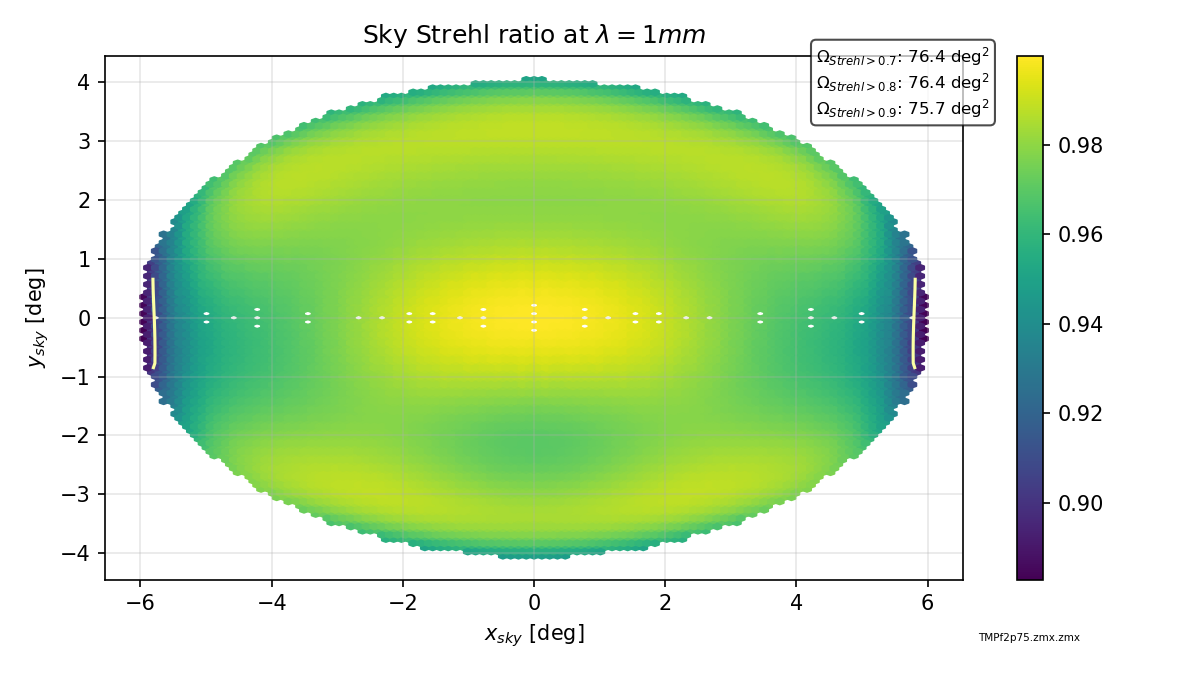 Sky Strehl ratio at λ = 1mm
Ω_Strehl>0.7: 76.4 deg²
Ω_Strehl>0.8: 76.4 deg²
Ω_Strehl>0.9: 75.7 deg²
4
3
2
1
0
−1
−2
−3
−4
y_sky [deg]
−6 −4 −2 0 2 4 6
x_sky [deg]
0.98
0.96
0.94
0.92
0.90
TMPf2p75.zmx.zmx